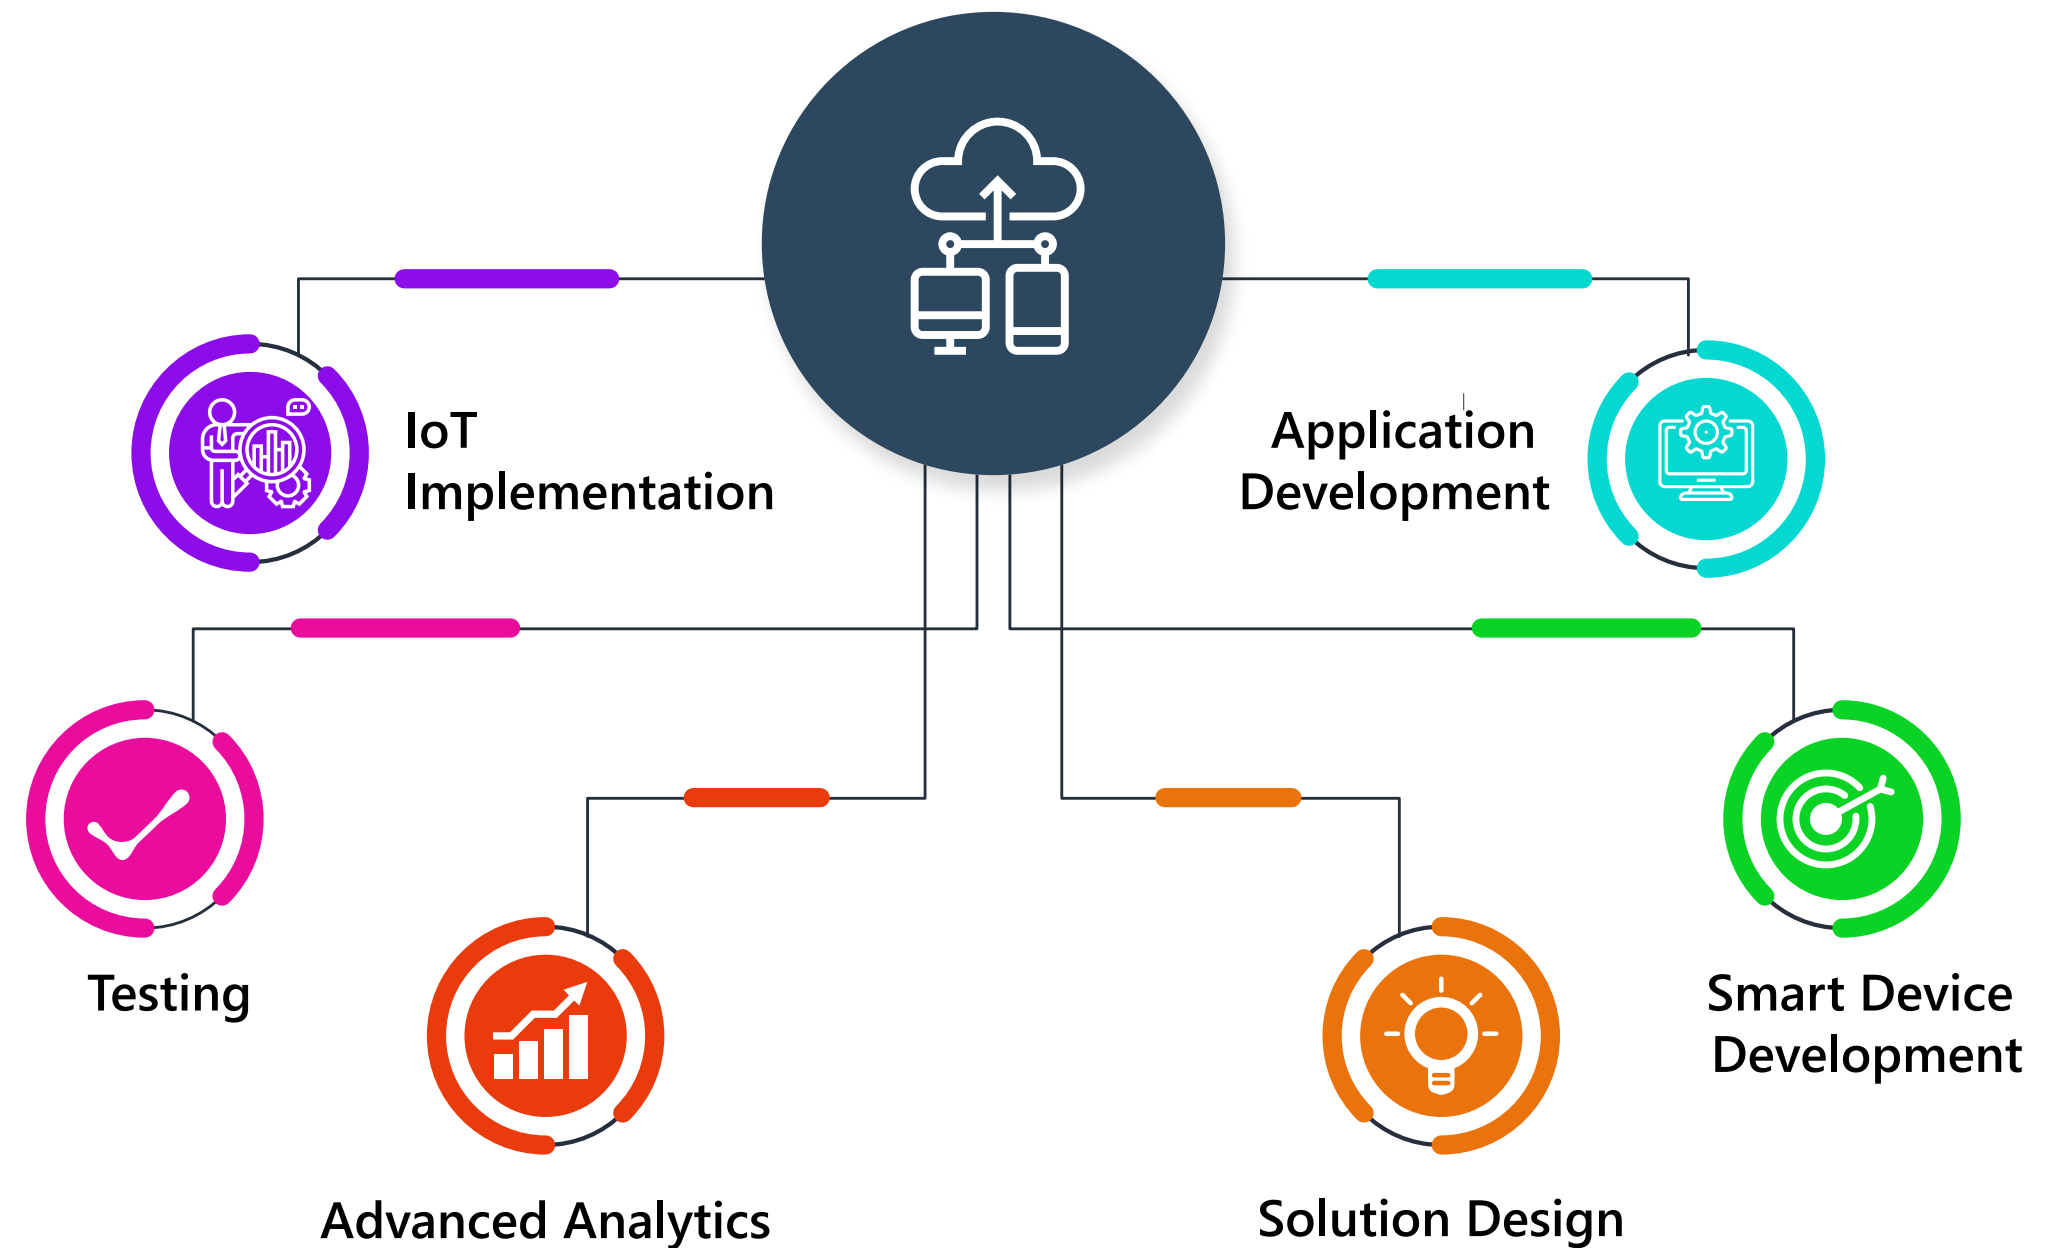 IoT
Implementation
Application
Development
Testing
Smart Device
Development
Advanced Analytics
Solution Design